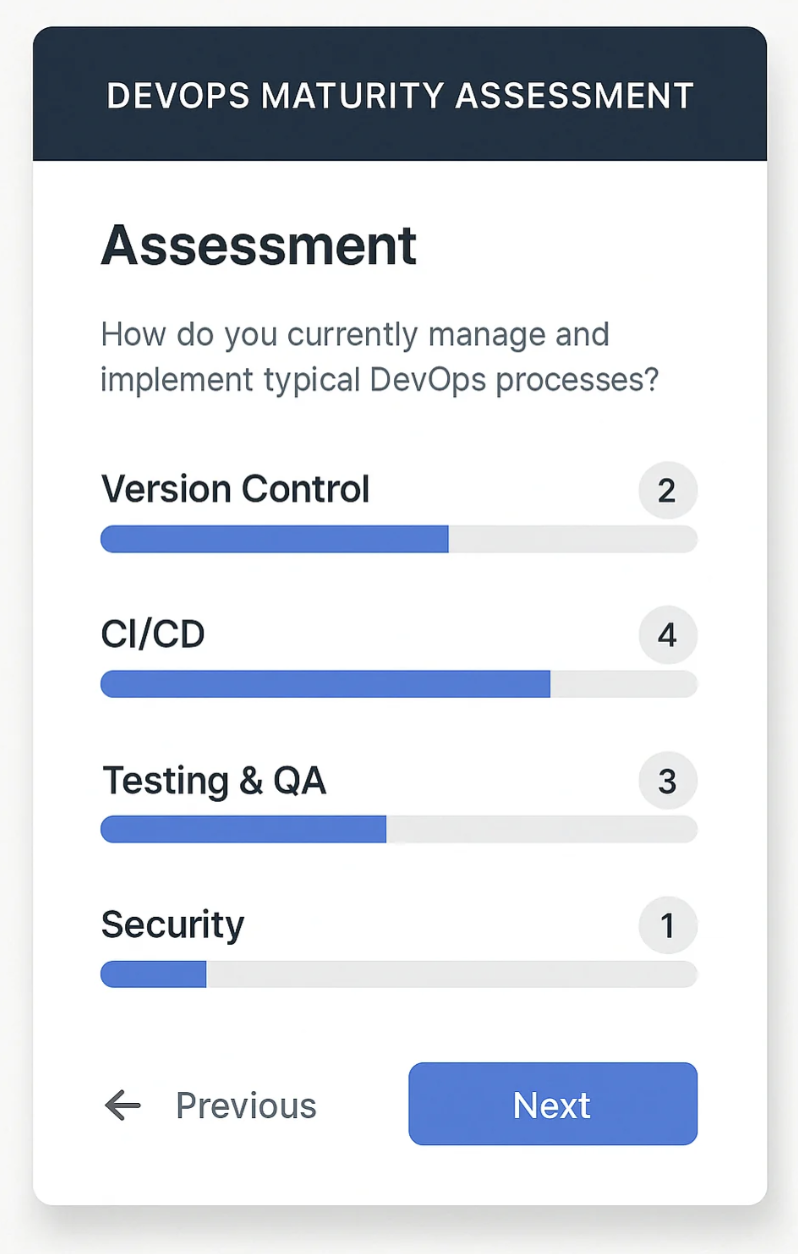 DEVOPS MATURITY ASSESSMENT
Assessment
How do you currently manage and
implement typical DevOps processes?
Version Control 2
CI/CD 4
Testing & QA 3
Security 1
← Previous Next